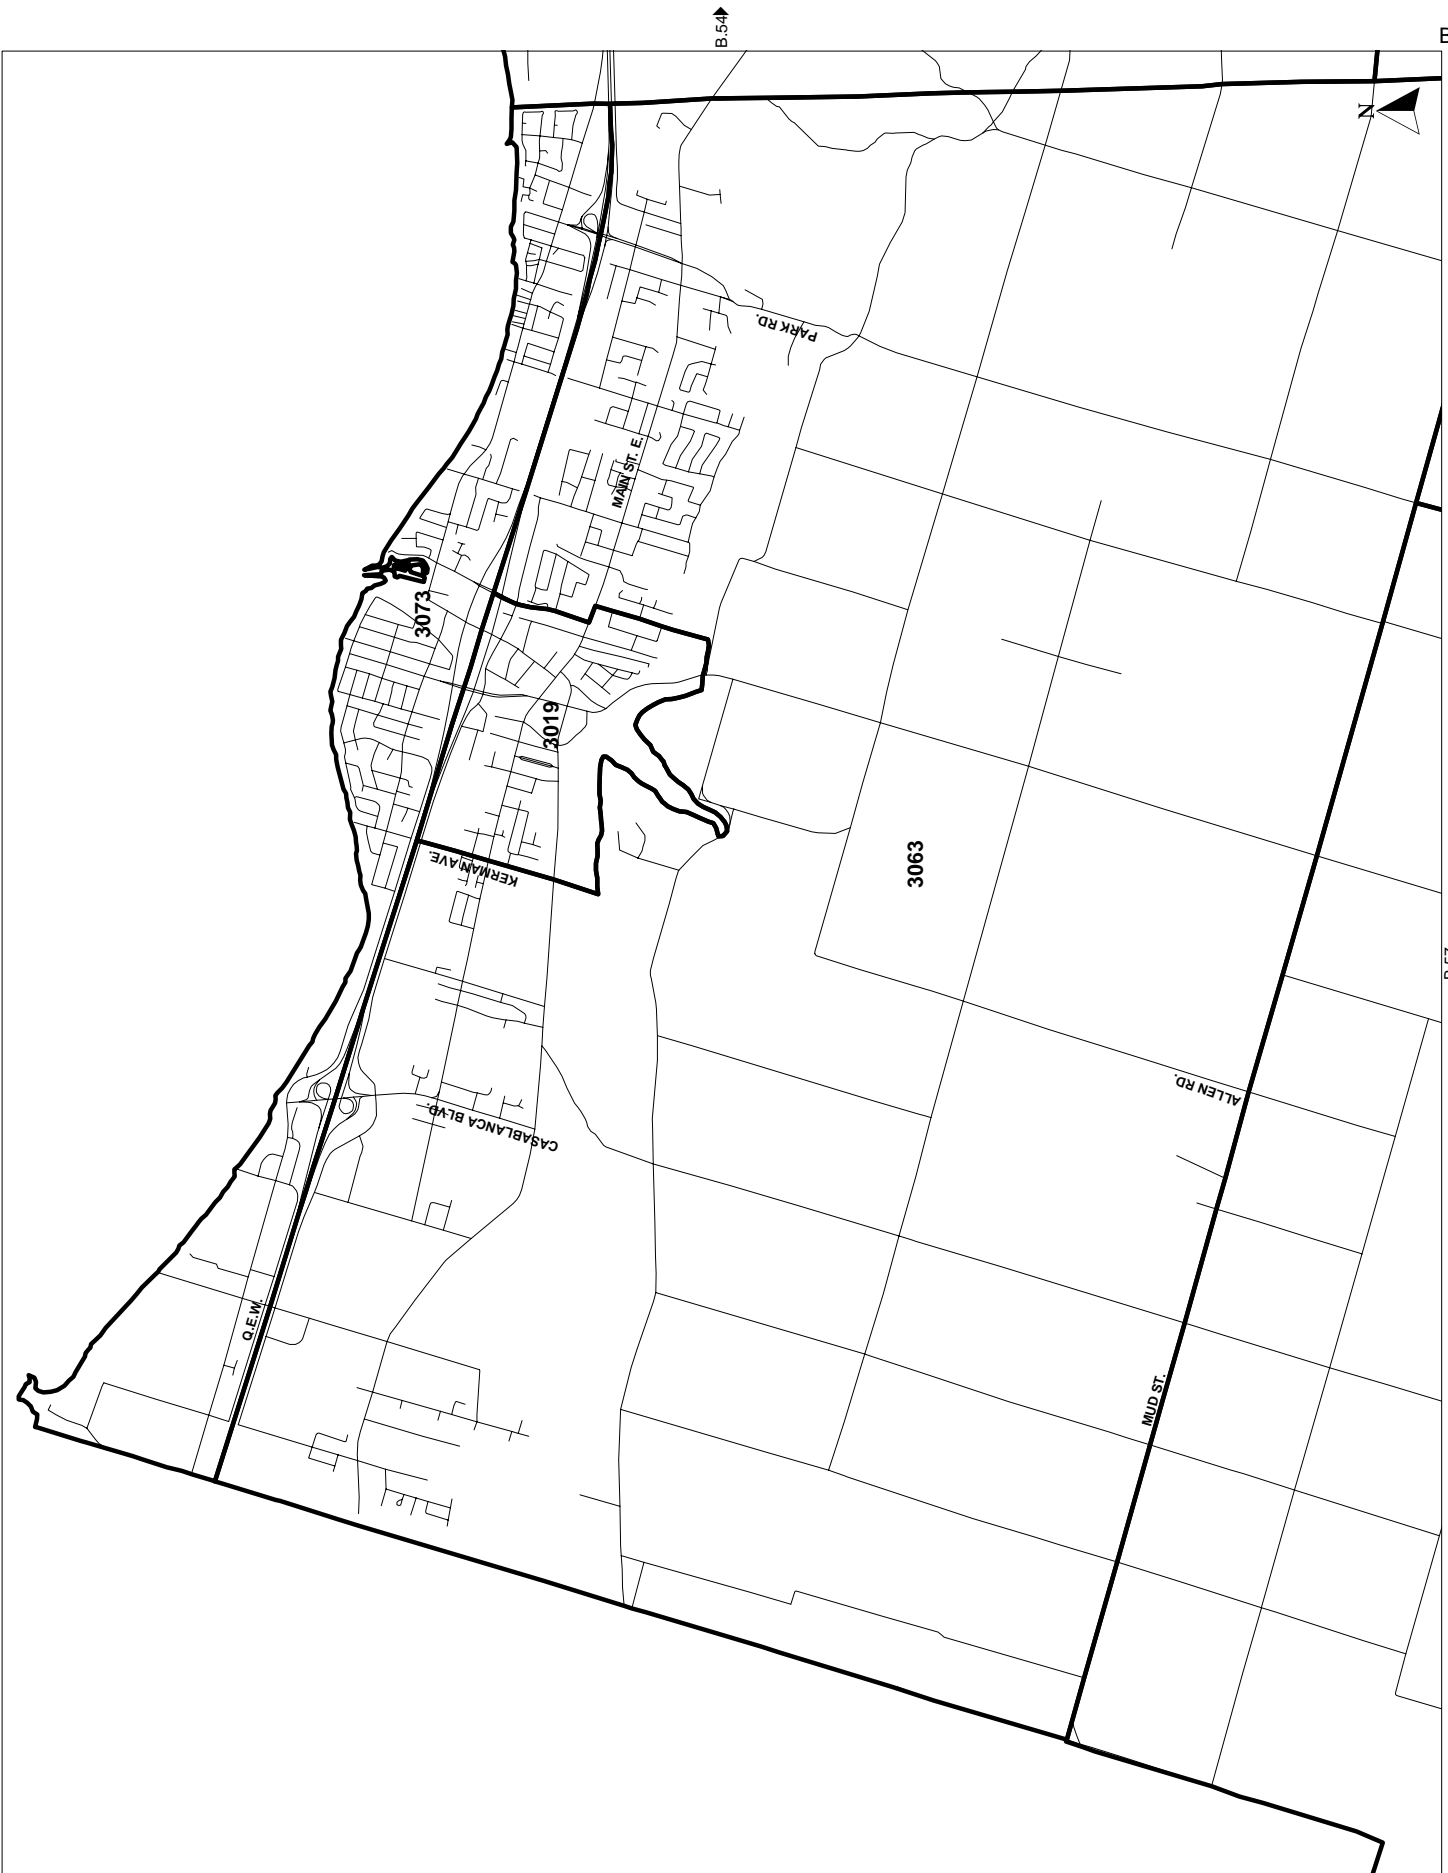 B.54
N
PARK RD.
MAIN ST. E.
3073
3019
KERMAN AVE.
3063
CASABLANCA BLVD.
ALLEN RD.
Q.E.W.
MUD ST.